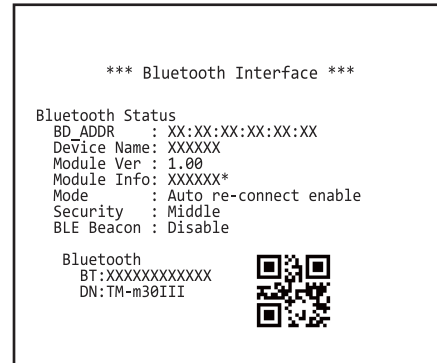 *** Bluetooth Interface ***
Bluetooth Status
BD_ADDR : XX:XX:XX:XX:XX:XX
Device Name: XXXXXX
Module Ver : 1.00
Module Info: XXXXXX*
Mode : Auto re-connect enable
Security : Middle
BLE Beacon : Disable
Bluetooth
BT:XXXXXXXXXXXX
DN:TM-m30III